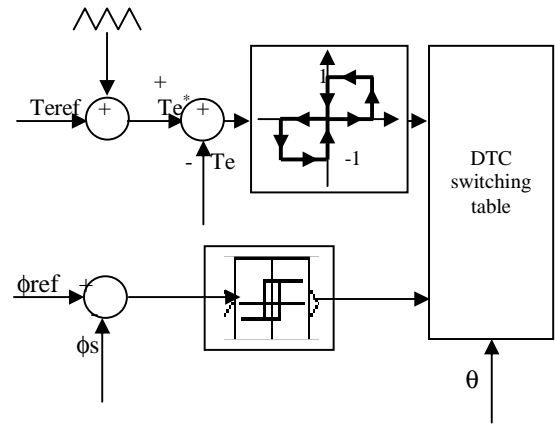 +
1
Teref + Te* +
- Te -1
DTC
switching
table
ϕref +
-
ϕs
θ